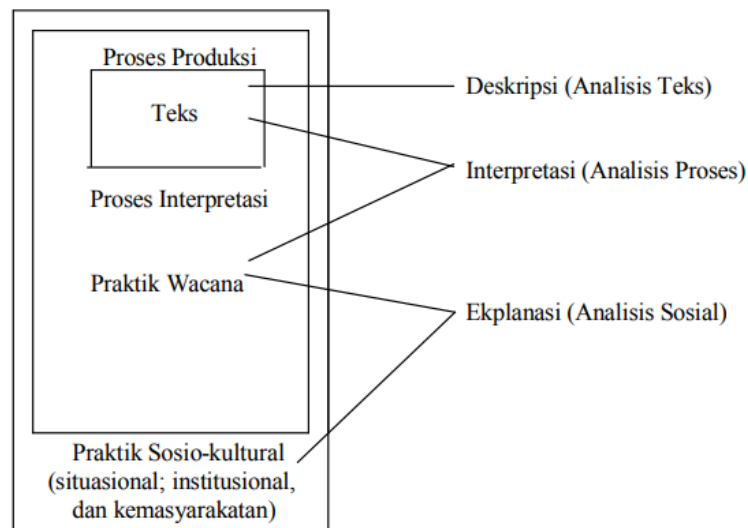 Proses Produksi
Teks
Proses Interpretasi
Praktik Wacana
Praktik Sosio-kultural
(situasional; institusional,
dan kemasyarakatan)
Deskripsi (Analisis Teks)
Interpretasi (Analisis Proses)
Ekplanasi (Analisis Sosial)